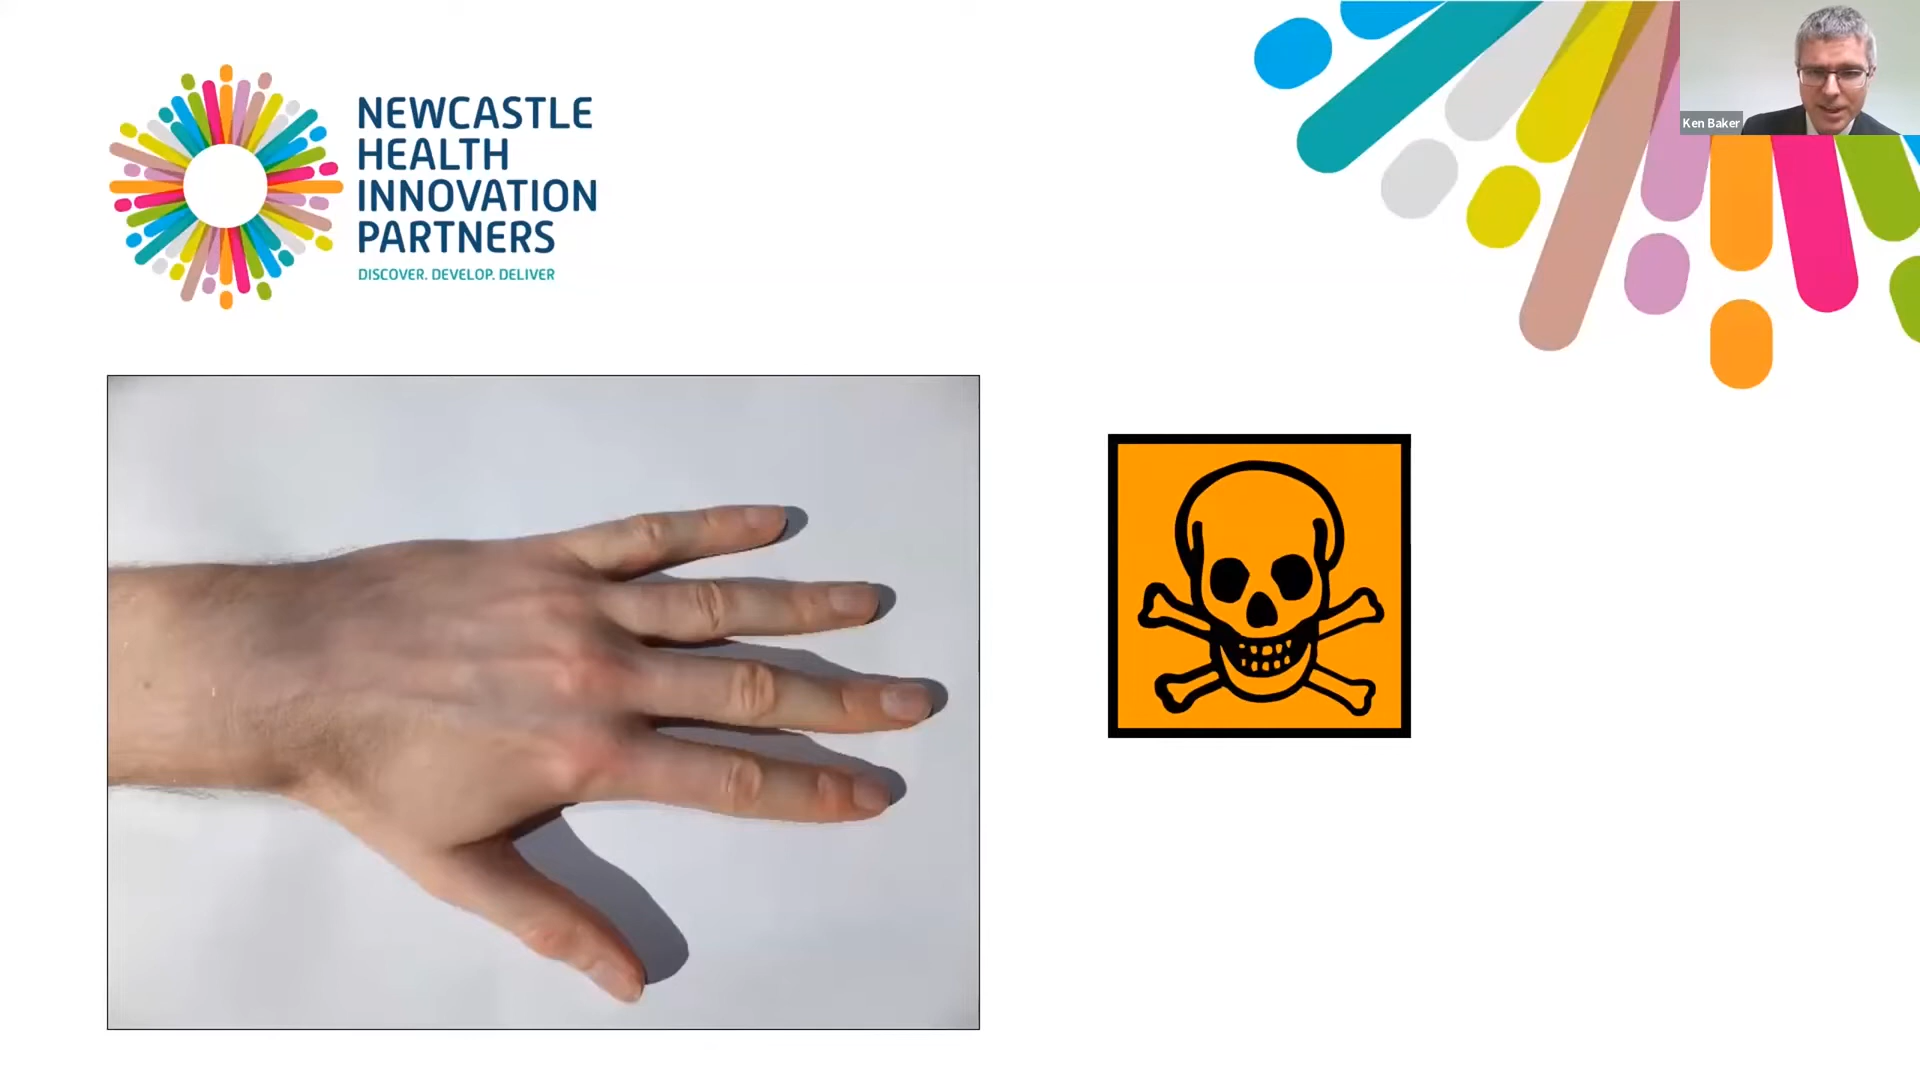 NEWCASTLE
HEALTH
INNOVATION
PARTNERS
DISCOVER. DEVELOP. DELIVER
Ken Baker